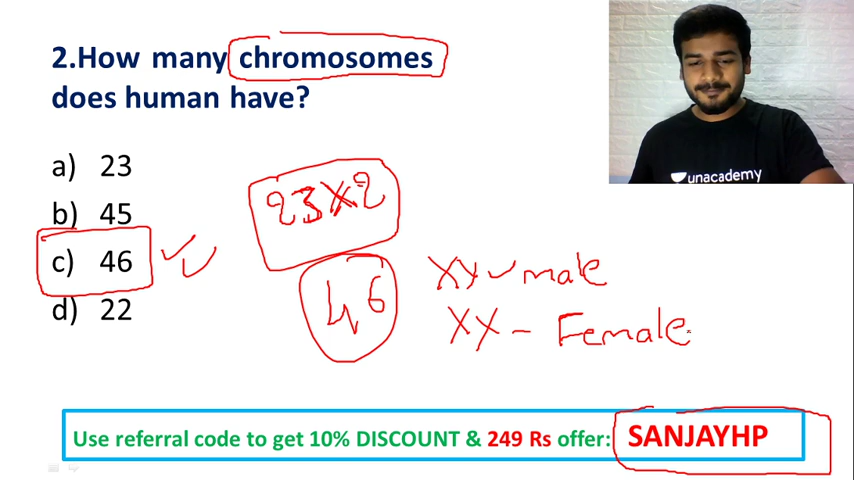 2.How many chromosomes
does human have?
a) 23
b) 45
c) 46
d) 22
23x2
46
XY - male
XX - Female
unacademy
Use referral code to get 10% DISCOUNT & 249 Rs offer: SANJAYHP